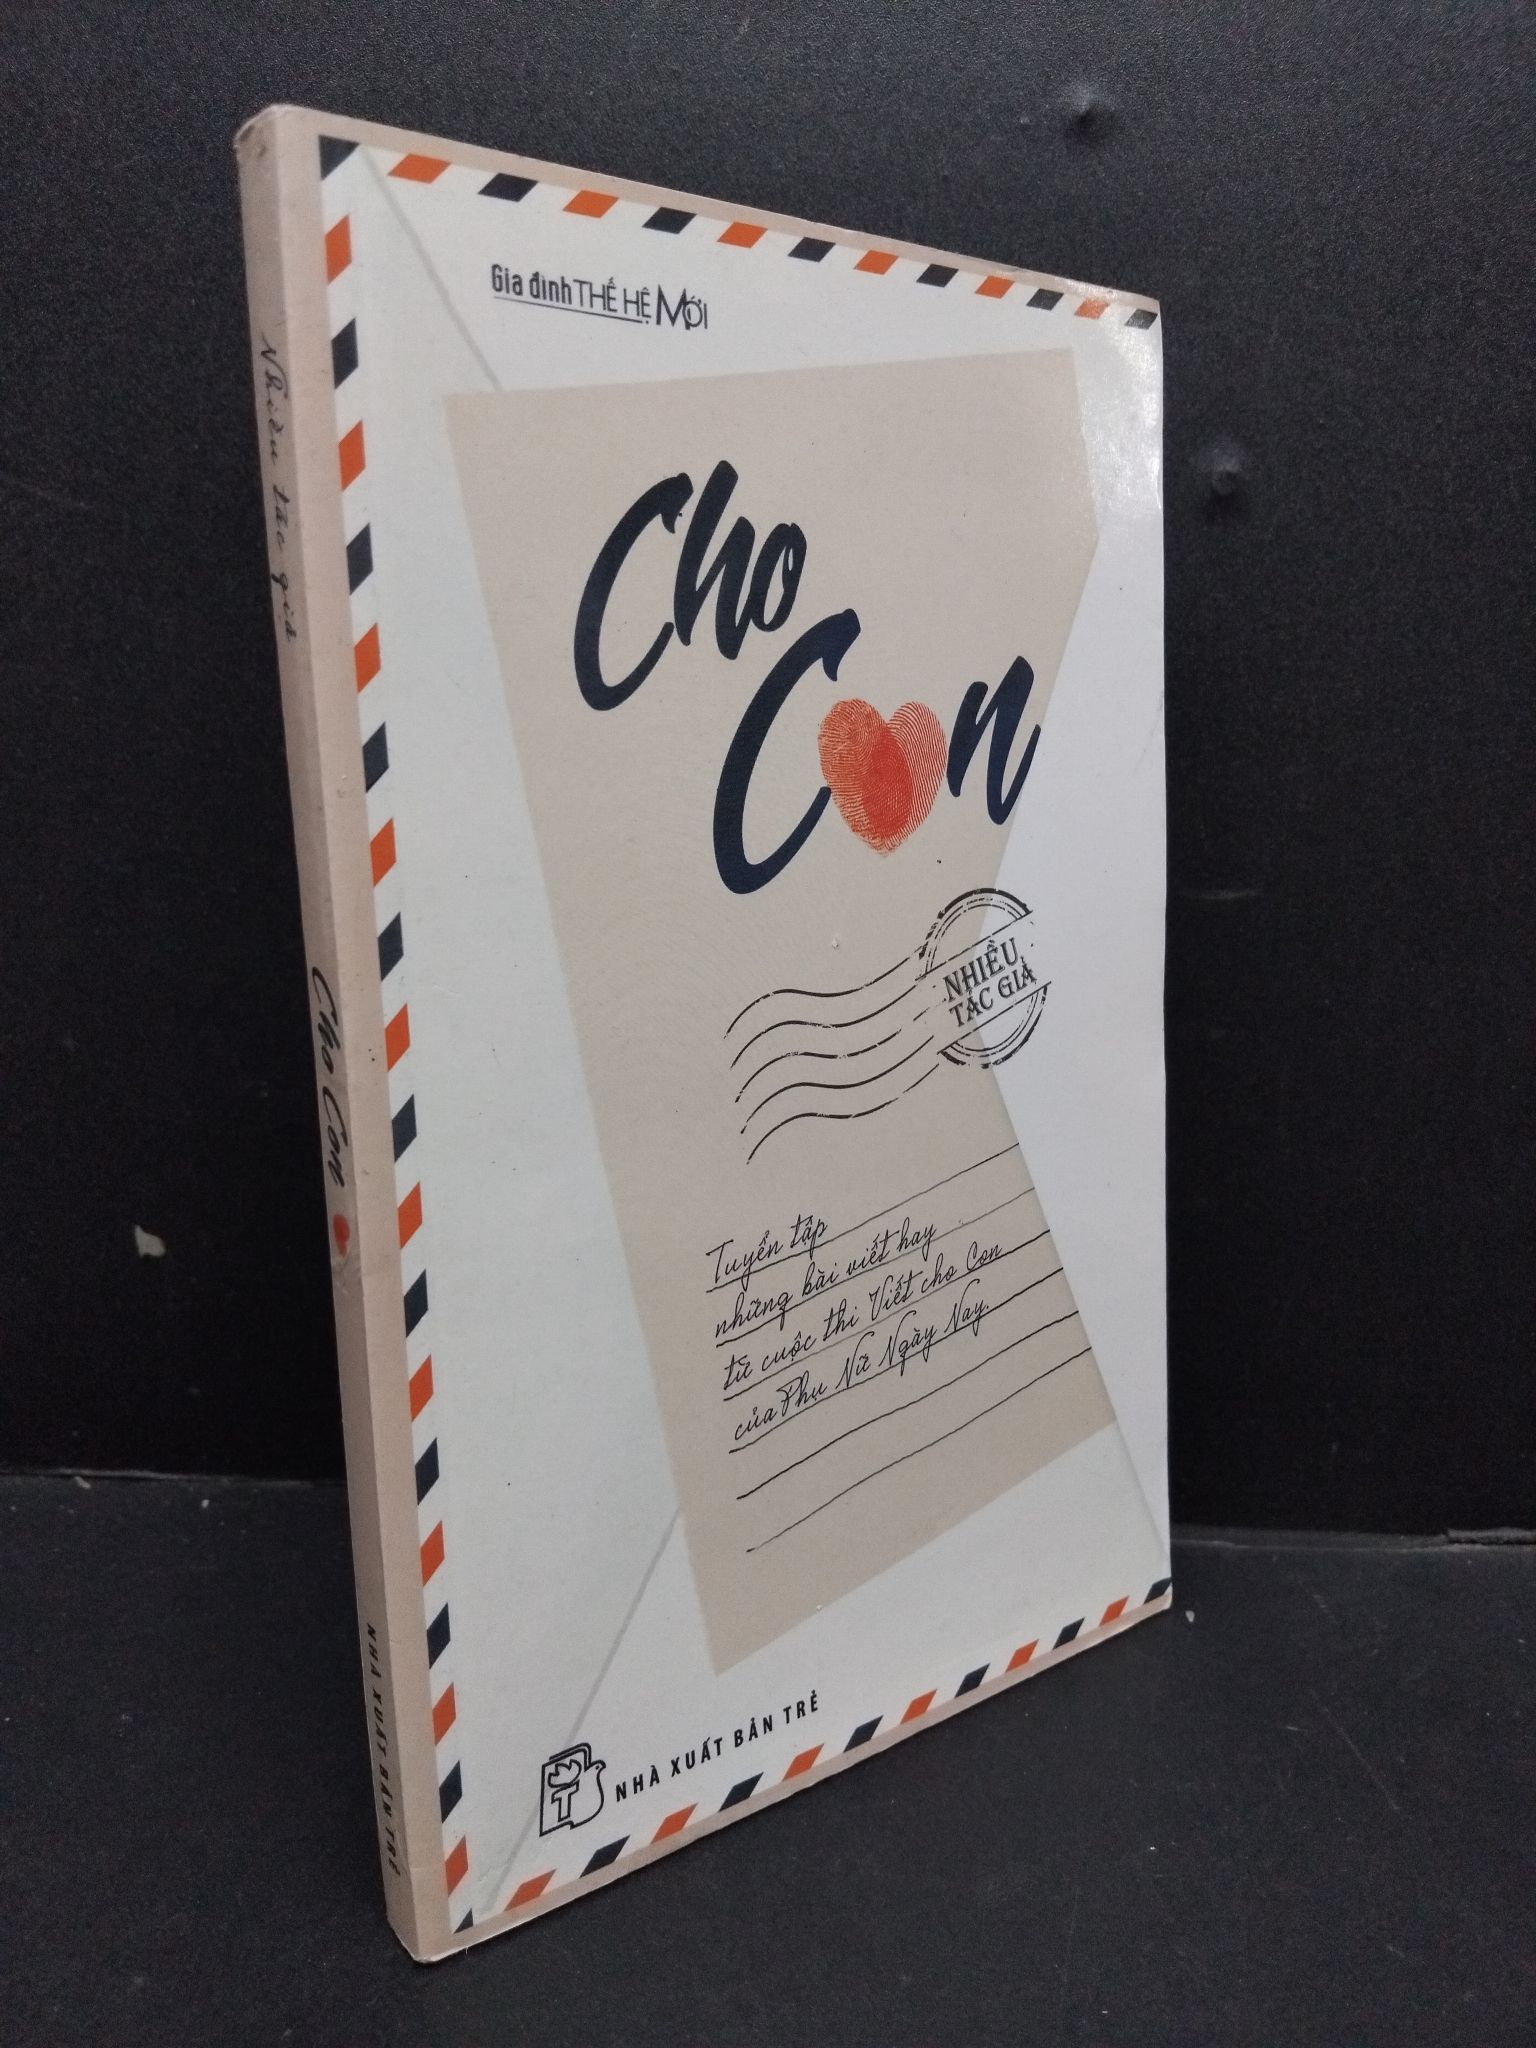 Gia đình THẾ HỆ MỚI
Cho
Con
NHIỀU
TÁC GIẢ
Tuyển tập
những bài viết hay
từ cuộc thi Viết cho Con
của Phụ Nữ Ngày Nay.
NHÀ XUẤT BẢN TRẺ
Nhiều tác giả
Cho Con
NHÀ XUẤT BẢN TRẺ